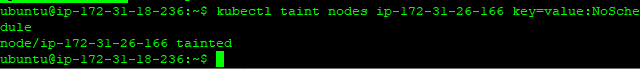 ubuntu@ip-172-31-18-236:~$ kubectl taint nodes ip-172-31-26-166 key=value:NoSche
dule
node/ip-172-31-26-166 tainted
ubuntu@ip-172-31-18-236:~$